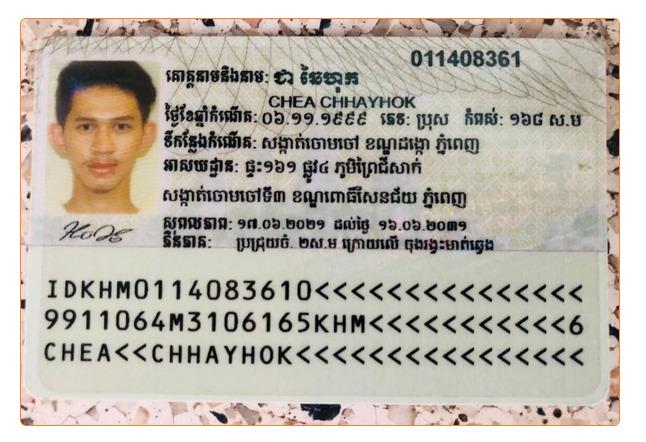 011408361
គោត្តនាមនិងនាម: ជា ឆៃហុក
CHEA CHHAYHOK
ថ្ងៃខែឆ្នាំកំណើត: ០៦.១១.១៩៩៩ ភេទ: ប្រុស កំពស់: ១៦៨ ស.ម
ទីកន្លែងកំណើត: សង្កាត់ចោមចៅ ខណ្ឌដង្កោ ភ្នំពេញ
អាសយដ្ឋាន: ផ្ទះ១៦១ ផ្លូវ៤ ភូមិព្រៃជីសាក់
សង្កាត់ចោមចៅទី៣ ខណ្ឌពោធិ៍សែនជ័យ ភ្នំពេញ
សុពលភាព: ១៧.០៦.២០២១ ដល់ថ្ងៃ ១៦.០៦.២០៣១
ភិនភាគ: ប្រជ្រុយចំ. ២ស.ម ក្រោយលើ ចុងរង្វះមាត់ឆ្វេង
IDKHM0114083610<<<<<<<<<<<<<<<
9911064M3106165KHM<<<<<<<<<<<6
CHEA<<CHHAYHOK<<<<<<<<<<<<<<<<